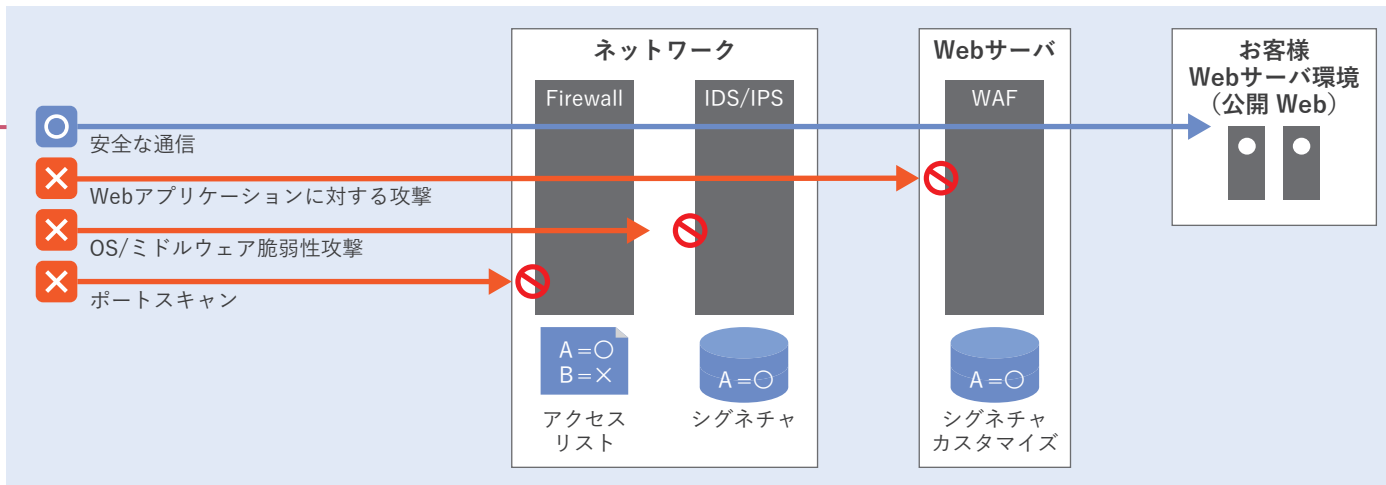 ネットワーク
Webサーバ
お客様
Webサーバ環境
（公開 Web）
Firewall
IDS/IPS
WAF
安全な通信
Webアプリケーションに対する攻撃
OS/ミドルウェア脆弱性攻撃
ポートスキャン
A＝○
B＝×
A＝○
A＝○
アクセス
リスト
シグネチャ
シグネチャ
カスタマイズ